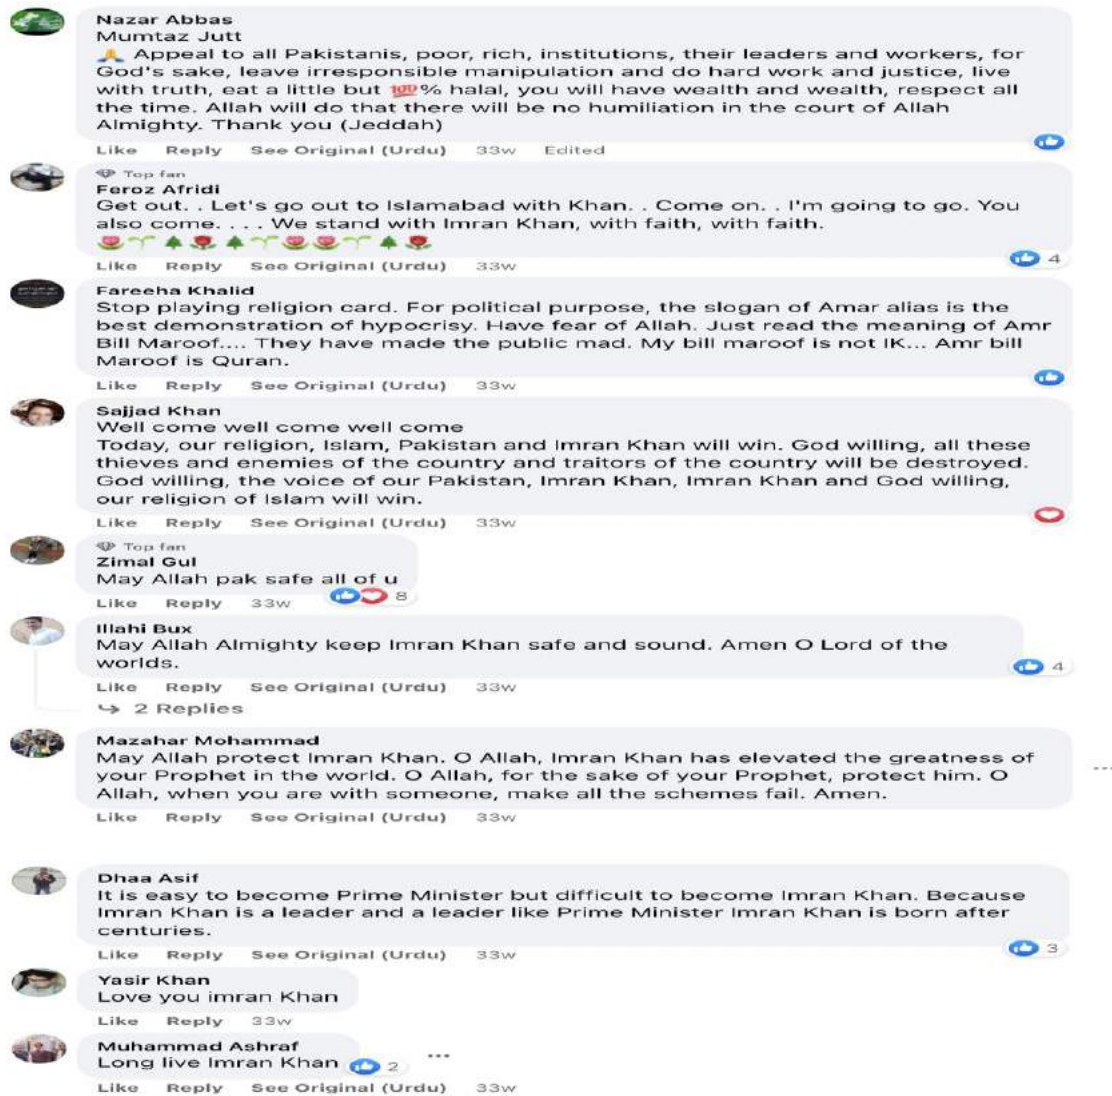 Nazar Abbas
Mumtaz Jutt
🙏 Appeal to all Pakistanis, poor, rich, institutions, their leaders and workers, for
God's sake, leave irresponsible manipulation and do hard work and justice, live
with truth, eat a little but 💯% halal, you will have wealth and wealth, respect all
the time. Allah will do that there will be no humiliation in the court of Allah
Almighty. Thank you (Jeddah)
Like Reply See Original (Urdu) 33w Edited
Top fan
Feroz Afridi
Get out. . Let's go out to Islamabad with Khan. . Come on. . I'm going to go. You
also come. . . . We stand with Imran Khan, with faith, with faith.
🌷🌱🌲🌹🌲🌱🌷🌷🌱🌲🌹
Like Reply See Original (Urdu) 33w
4
Fareeha Khalid
Stop playing religion card. For political purpose, the slogan of Amar alias is the
best demonstration of hypocrisy. Have fear of Allah. Just read the meaning of Amr
Bill Maroof.... They have made the public mad. My bill maroof is not IK... Amr bill
Maroof is Quran.
Like Reply See Original (Urdu) 33w
Sajjad Khan
Well come well come well come
Today, our religion, Islam, Pakistan and Imran Khan will win. God willing, all these
thieves and enemies of the country and traitors of the country will be destroyed.
God willing, the voice of our Pakistan, Imran Khan, Imran Khan and God willing,
our religion of Islam will win.
Like Reply See Original (Urdu) 33w
Top fan
Zimal Gul
May Allah pak safe all of u
Like Reply 33w
8
Illahi Bux
May Allah Almighty keep Imran Khan safe and sound. Amen O Lord of the
worlds.
4
Like Reply See Original (Urdu) 33w
2 Replies
Mazahar Mohammad
May Allah protect Imran Khan. O Allah, Imran Khan has elevated the greatness of
your Prophet in the world. O Allah, for the sake of your Prophet, protect him. O
Allah, when you are with someone, make all the schemes fail. Amen.
Like Reply See Original (Urdu) 33w
Dhaa Asif
It is easy to become Prime Minister but difficult to become Imran Khan. Because
Imran Khan is a leader and a leader like Prime Minister Imran Khan is born after
centuries.
Like Reply See Original (Urdu) 33w
3
Yasir Khan
Love you imran Khan
Like Reply 33w
Muhammad Ashraf
Long live Imran Khan 2
Like Reply See Original (Urdu) 33w